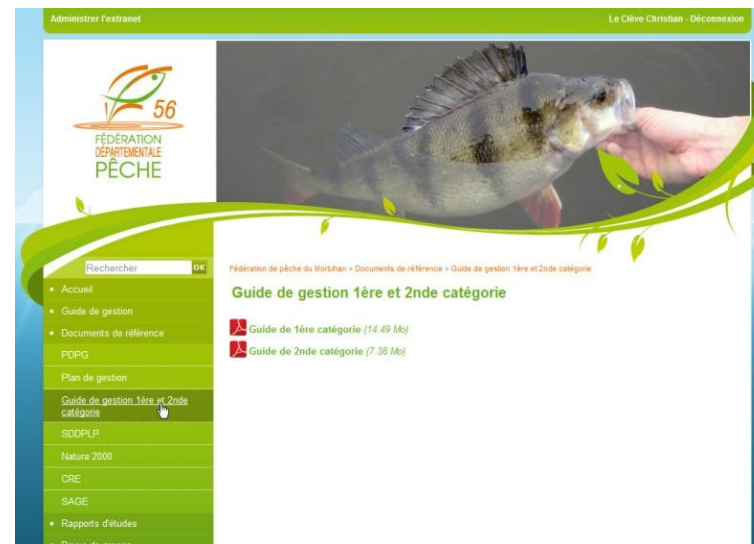 Administrer l'extranet
Le Clève Christian - Déconnexion
56
FÉDÉRATION
DÉPARTEMENTALE
PÊCHE
Rechercher
OK
Fédération de pêche du Morbihan » Documents de référence » Guide de gestion 1ère et 2nde catégorie
Guide de gestion 1ère et 2nde catégorie
Guide de 1ère catégorie (14.49 Mo)
Guide de 2nde catégorie (7.38 Mo)
Accueil
Guide de gestion
Documents de référence
PDPG
Plan de gestion
Guide de gestion 1ère et 2nde
catégorie
SDDPLP
Natura 2000
CRE
SAGE
Rapports d'études